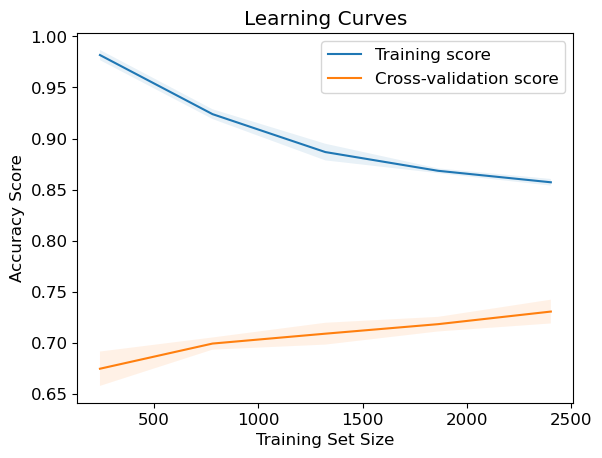 Learning Curves
Training score
Cross-validation score
Accuracy Score
1.00
0.95
0.90
0.85
0.80
0.75
0.70
0.65
500
1000
1500
2000
2500
Training Set Size